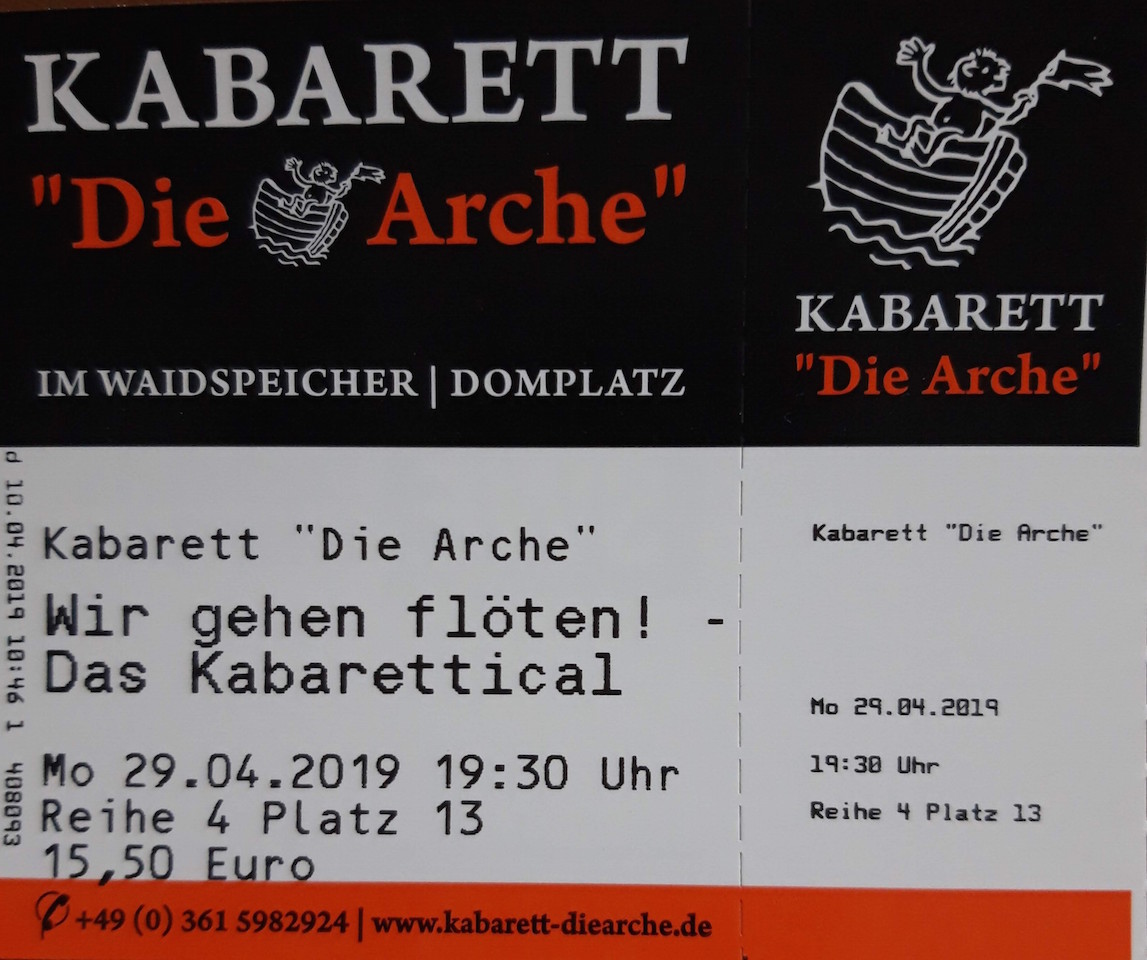 KABARETT
"Die Arche"
IM WAIDSPEICHER | DOMPLATZ
KABARETT
"Die Arche"
d 10.04.2019 10:46 1 408093
Kabarett "Die Arche"
Wir gehen flöten! -
Das Kabarettical
Mo 29.04.2019 19:30 Uhr
Reihe 4 Platz 13
15,50 Euro
Kabarett "Die Arche"
Mo 29.04.2019
19:30 Uhr
Reihe 4 Platz 13
+49 (0) 361 5982924 | www.kabarett-diearche.de